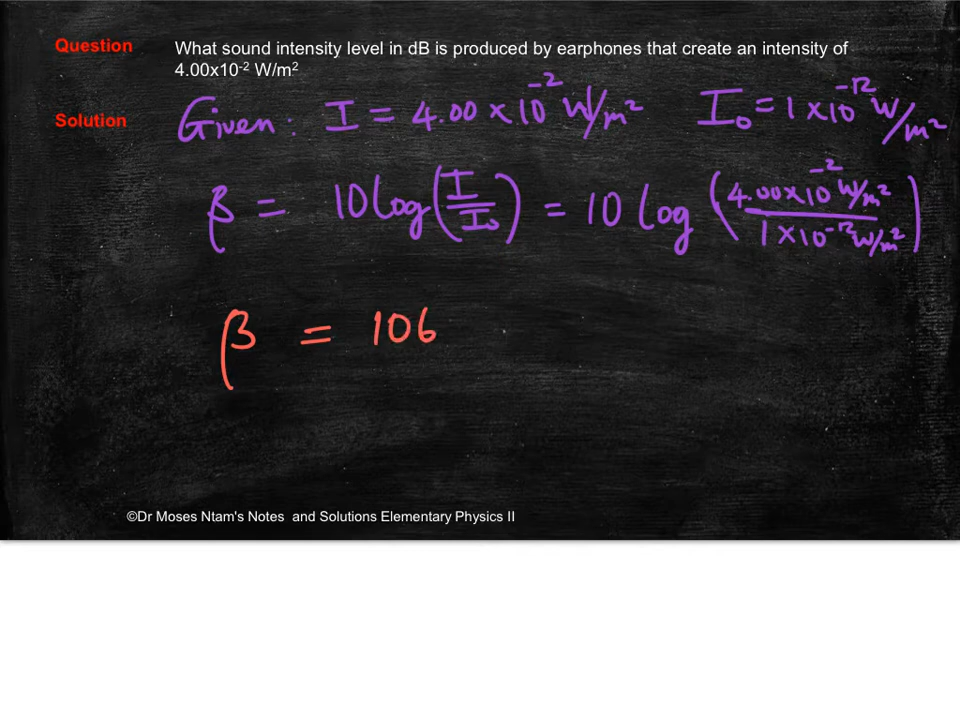 Question What sound intensity level in dB is produced by earphones that create an intensity of
4.00x10⁻² W/m²
Solution Given: I = 4.00 × 10⁻² W/m² I₀ = 1 × 10⁻¹² W/m²
β = 10 log(I/I₀) = 10 log (4.00×10⁻² W/m² / 1×10⁻¹² W/m²)
β = 106
©Dr Moses Ntam's Notes and Solutions Elementary Physics II